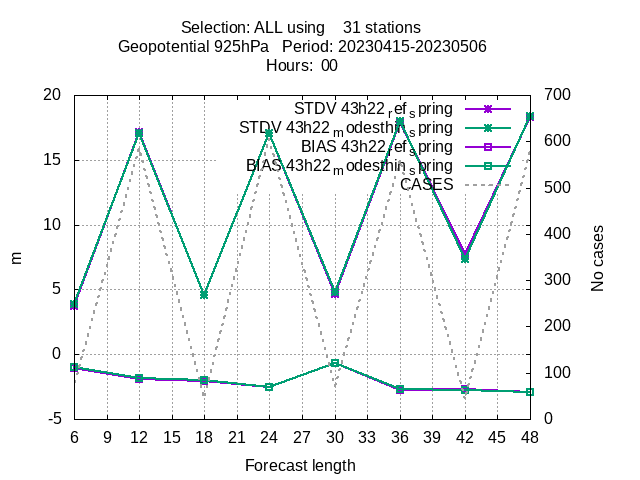 Selection: ALL using    31 stations
Geopotential 925hPa   Period: 20230415-20230506
Hours:  00
STDV 43h22_ref_spring
STDV 43h22_modesthin_spring
BIAS 43h22_ref_spring
BIAS 43h22_modesthin_spring
CASES
20
15
10
5
0
-5
m
700
600
500
400
300
200
100
0
No cases
6 9 12 15 18 21 24 27 30 33 36 39 42 45 48
Forecast length